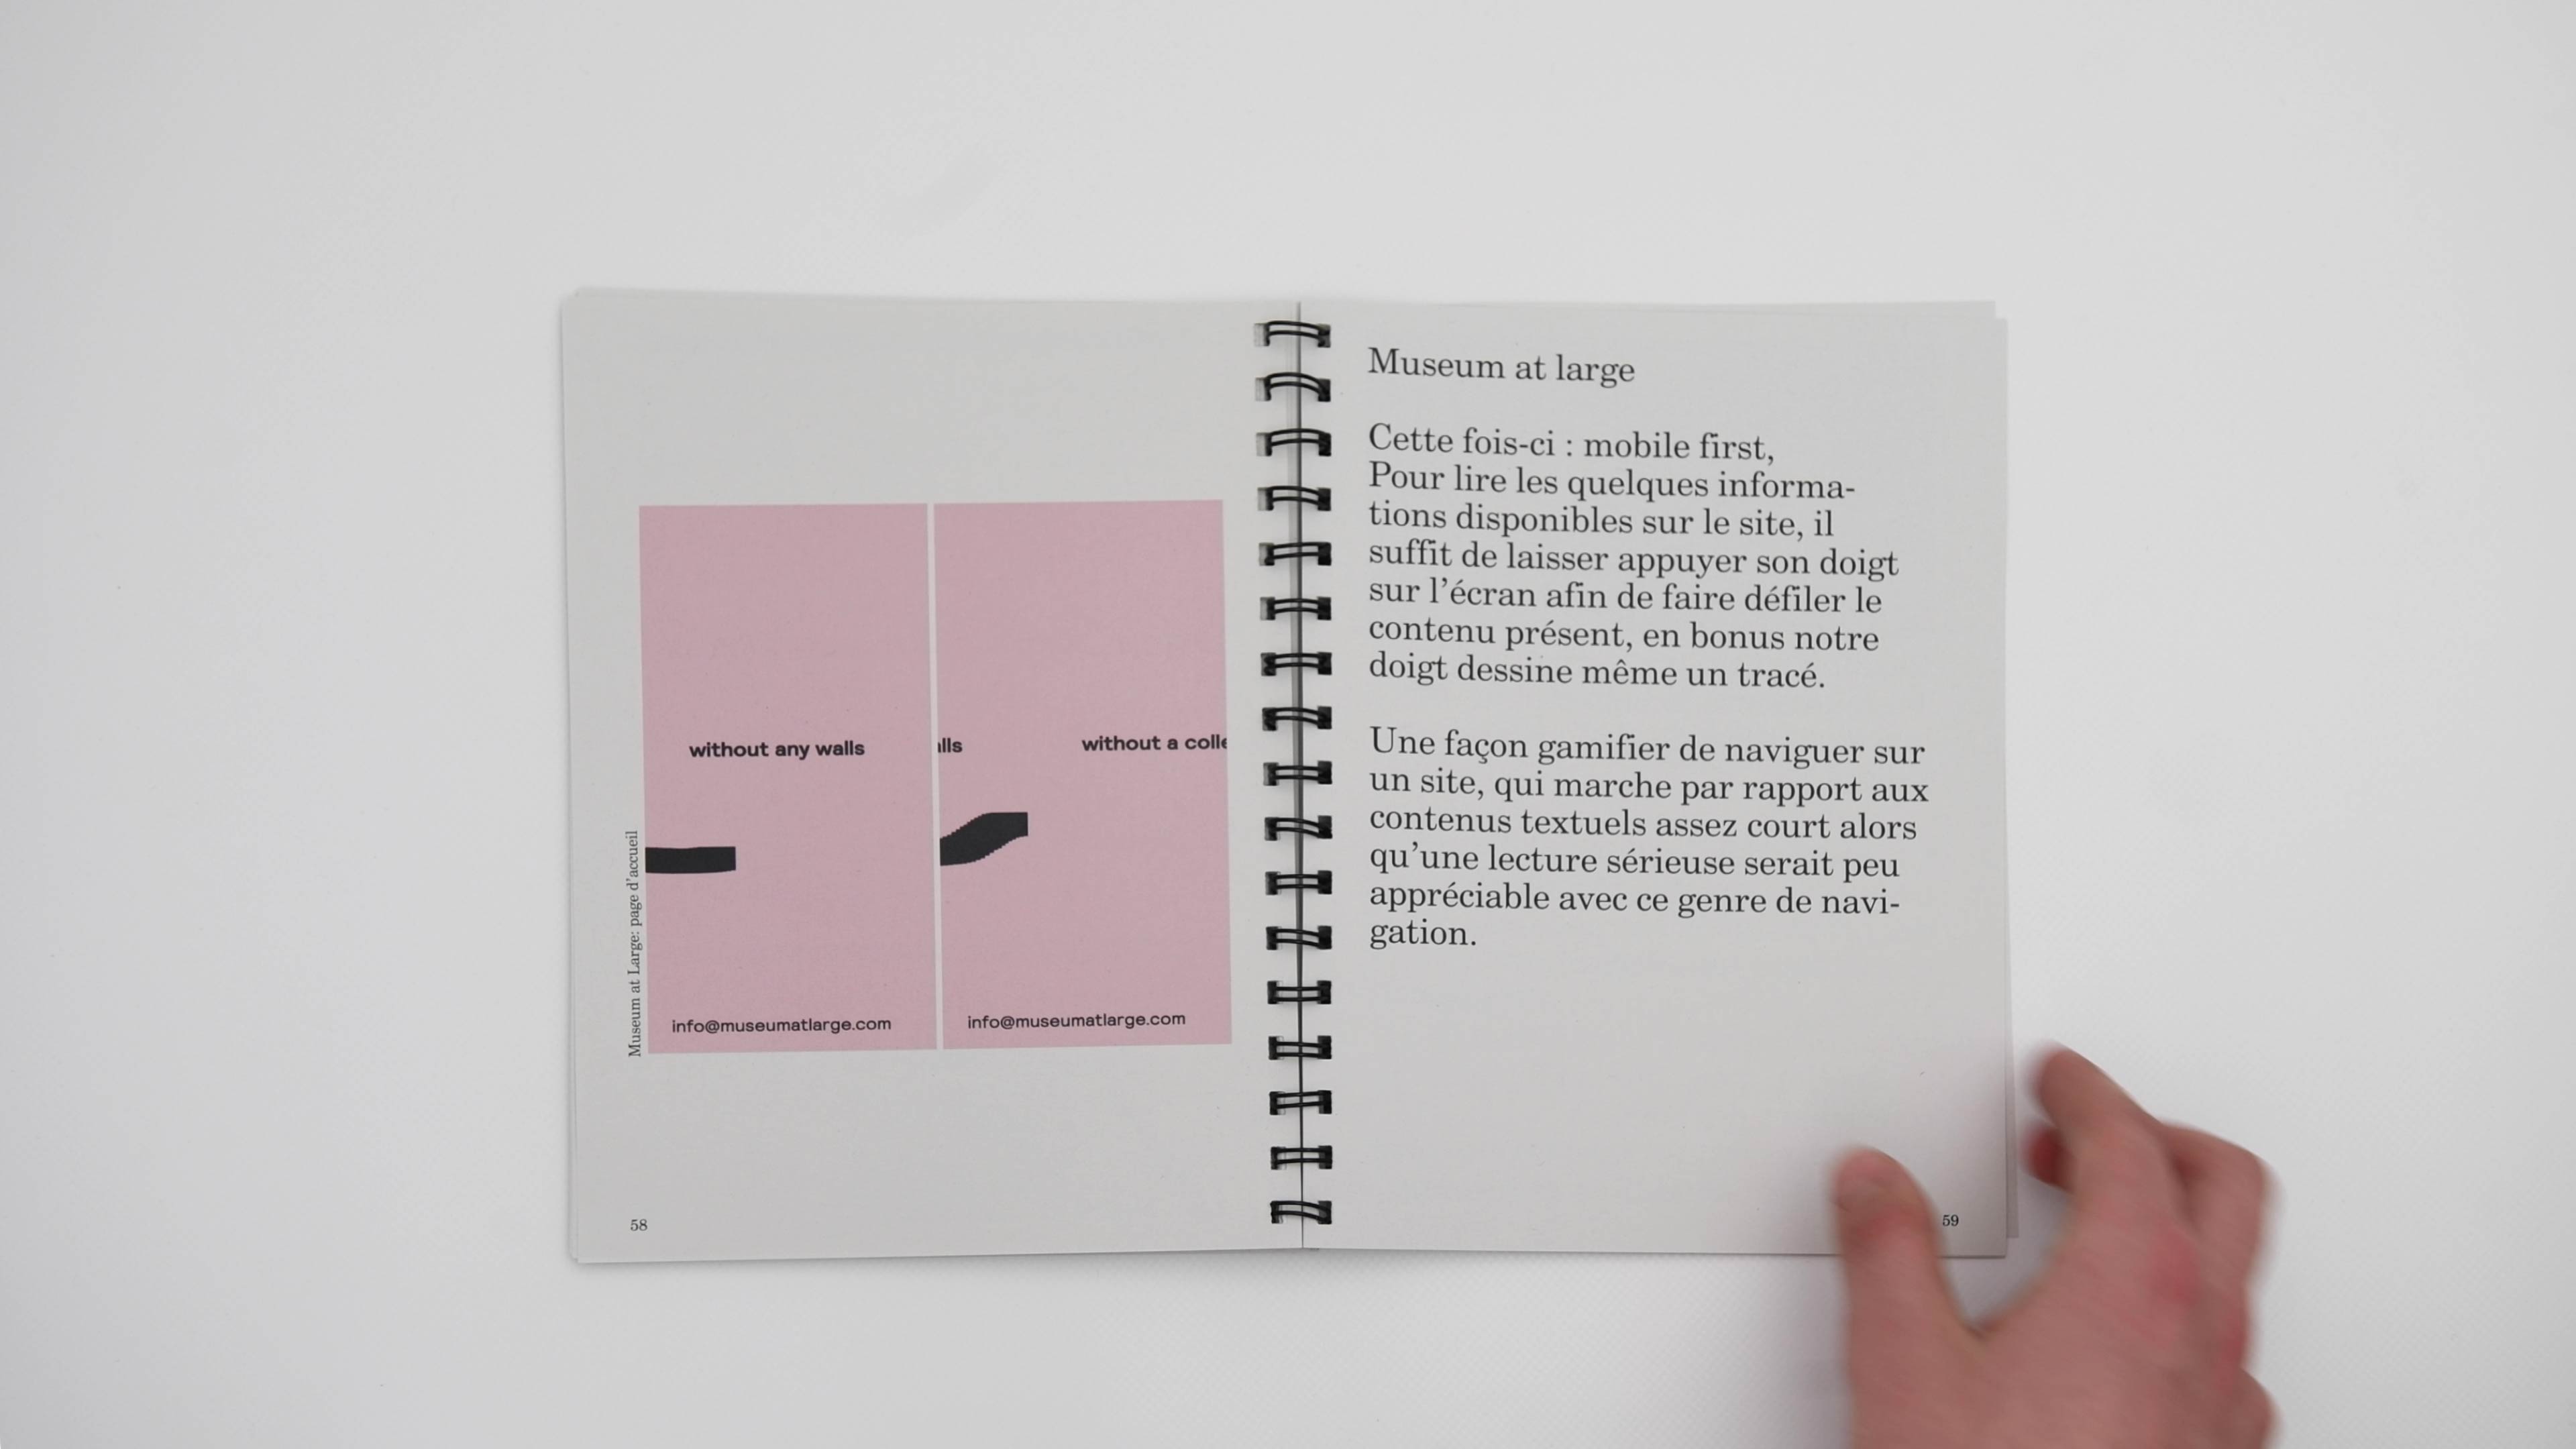 without any walls
info@museumatlarge.com
lls
without a colle
info@museumatlarge.com
Museum at Large: page d'accueil
58
Museum at large
Cette fois-ci : mobile first,
Pour lire les quelques informa-
tions disponibles sur le site, il
suffit de laisser appuyer son doigt
sur l'écran afin de faire défiler le
contenu présent, en bonus notre
doigt dessine même un tracé.
Une façon gamifier de naviguer sur
un site, qui marche par rapport aux
contenus textuels assez court alors
qu'une lecture sérieuse serait peu
appréciable avec ce genre de navi-
gation.
59